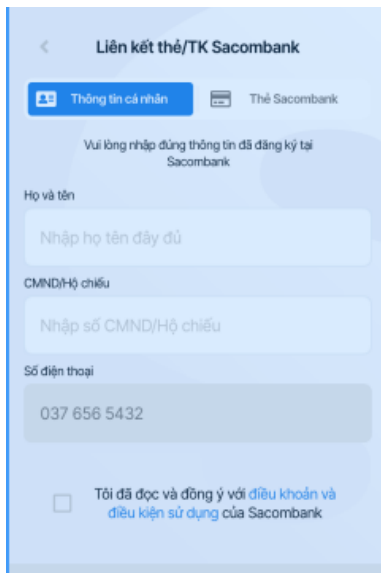 Liên kết thẻ/TK Sacombank
Thông tin cá nhân
Thẻ Sacombank
Vui lòng nhập đúng thông tin đã đăng ký tại
Sacombank
Họ và tên
Nhập họ tên đầy đủ
CMND/Hộ chiếu
Nhập số CMND/Hộ chiếu
Số điện thoại
037 656 5432
Tôi đã đọc và đồng ý với điều khoản và
điều kiện sử dụng của Sacombank